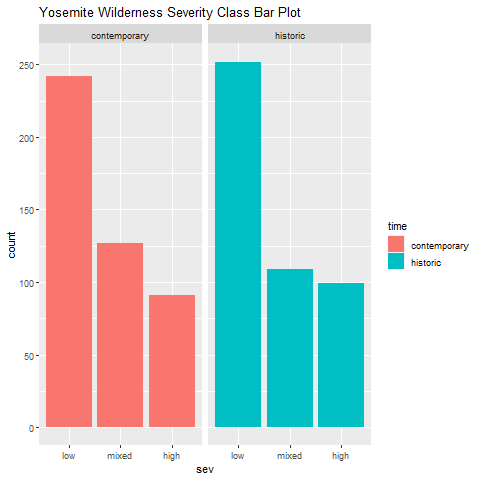 Yosemite Wilderness Severity Class Bar Plot
contemporary historic
250
200
150
100
50
0
count
low mixed high low mixed high
sev
time
contemporary
historic